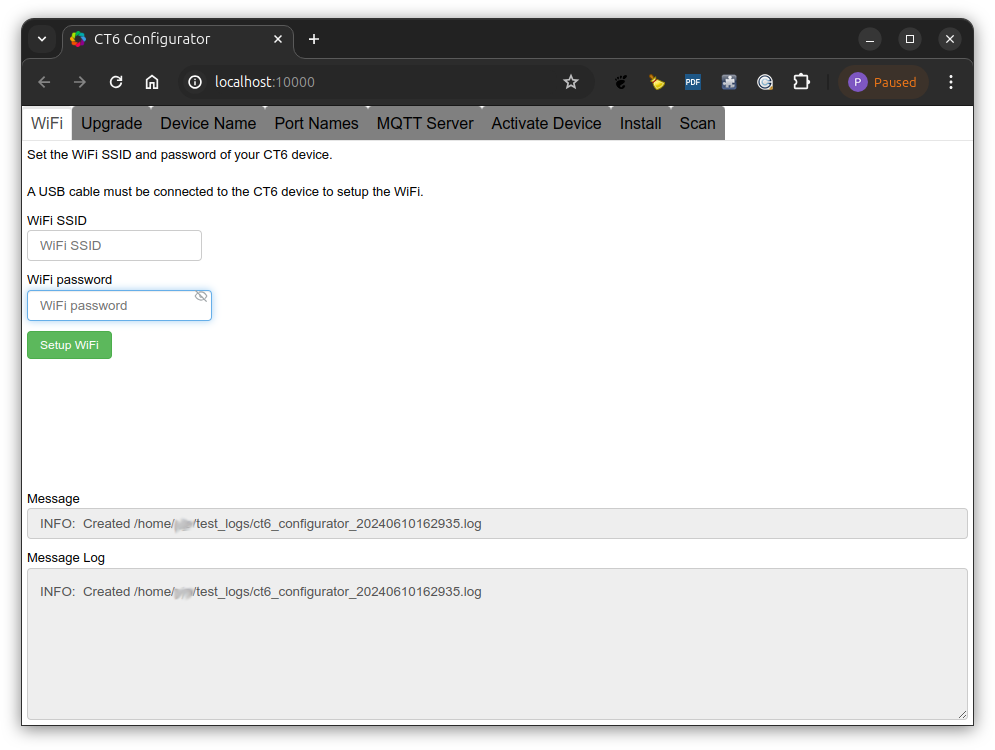 CT6 Configurator
localhost:10000
PDF
P Paused
WiFi Upgrade Device Name Port Names MQTT Server Activate Device Install Scan
Set the WiFi SSID and password of your CT6 device.
A USB cable must be connected to the CT6 device to setup the WiFi.
WiFi SSID
WiFi SSID
WiFi password
WiFi password
Setup WiFi
Message
INFO: Created /home/ /test_logs/ct6_configurator_20240610162935.log
Message Log
INFO: Created /home/ /test_logs/ct6_configurator_20240610162935.log